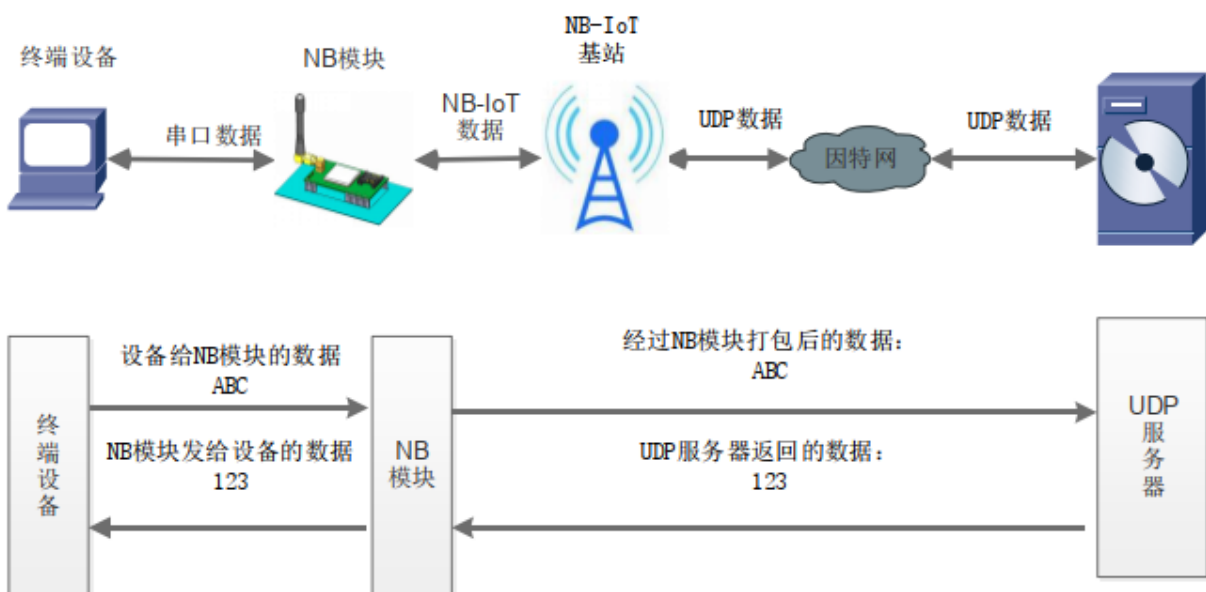 终端设备
NB模块
NB-IoT
基站
串口数据
NB-IoT
数据
UDP数据
因特网
UDP数据
设备给NB模块的数据
ABC
经过NB模块打包后的数据：
ABC
终端设备
NB模块发给设备的数据
123
NB
模块
UDP服务器返回的数据：
123
UDP
服务器